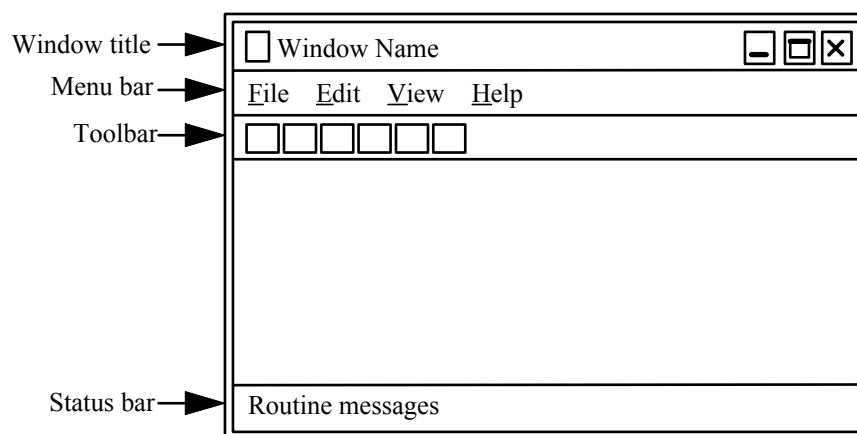 Window title
Window Name
Menu bar
File Edit View Help
Toolbar
Status bar
Routine messages